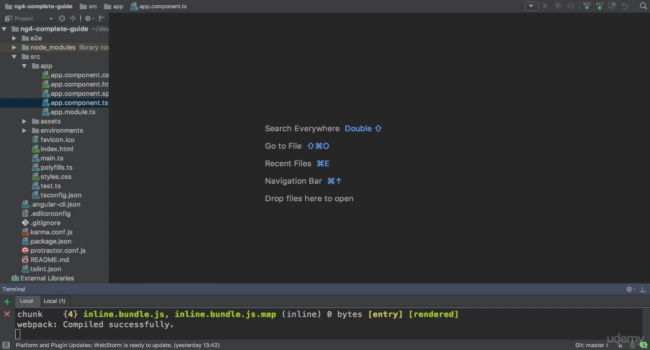 ng4-complete-guide src app app.component.ts
Project
ng4-complete-guide ~/dev
e2e
node_modules library roo
src
app
app.component.cs
app.component.ht
app.component.sp
app.component.ts
app.module.ts
assets
environments
favicon.ico
index.html
main.ts
polyfills.ts
styles.css
test.ts
tsconfig.json
.angular-cli.json
.editorconfig
.gitignore
karma.conf.js
package.json
protractor.conf.js
README.md
tslint.json
External Libraries
Search Everywhere Double ⇧
Go to File ⇧⌘O
Recent Files ⌘E
Navigation Bar ⌘↑
Drop files here to open
Terminal
Local Local (1)
chunk {4} inline.bundle.js, inline.bundle.js.map (inline) 0 bytes [entry] [rendered]
webpack: Compiled successfully.
Platform and Plugin Updates: WebStorm is ready to update. (yesterday 13:42) Git: master
udemy